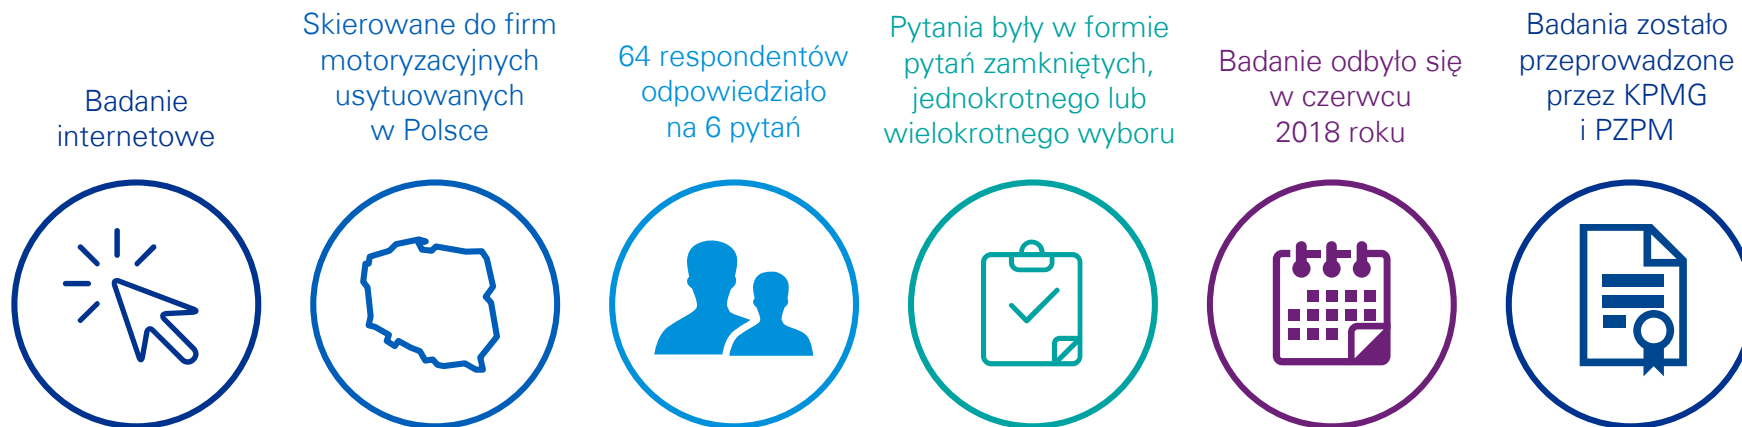 Badanie
internetowe
Skierowane do firm
motoryzacyjnych
usytuowanych
w Polsce
64 respondentów
odpowiedziało
na 6 pytań
Pytania były w formie
pytań zamkniętych,
jednokrotnego lub
wielokrotnego wyboru
Badanie odbyło się
w czerwcu
2018 roku
Badania zostało
przeprowadzone
przez KPMG
i PZPM